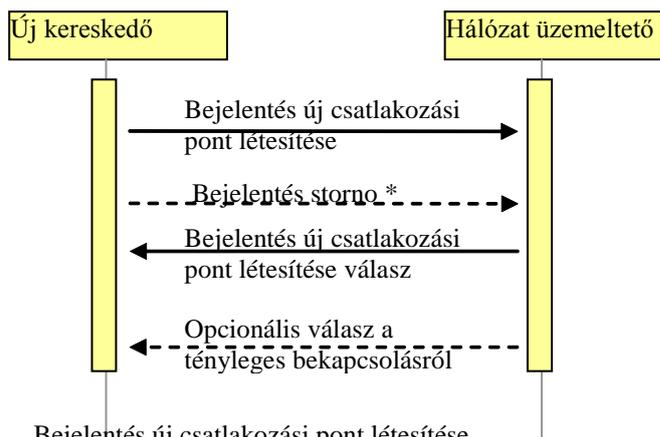 Új kereskedő
Hálózat üzemeltető
Bejelentés új csatlakozási
pont létesítése
Bejelentés storno *
Bejelentés új csatlakozási
pont létesítése válasz
Opcionális válasz a
tényleges bekapcsolásról
Bejelentés új csatlakozási pont létesítése